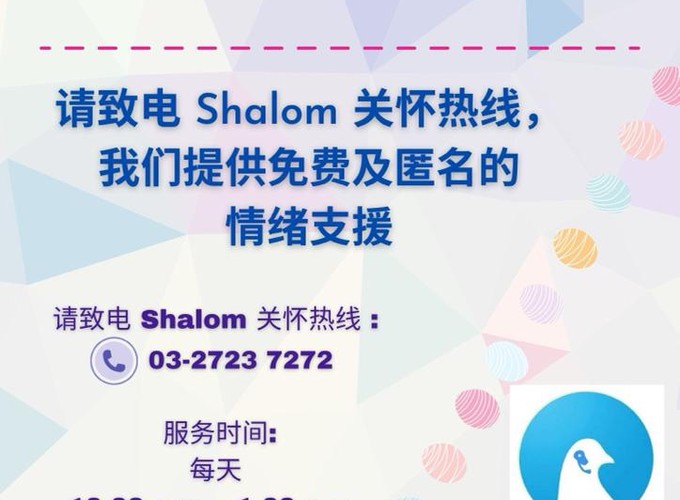 请致电 Shalom 关怀热线，
我们提供免费及匿名的
情绪支援
请致电 Shalom 关怀热线 :
03-2723 7272
服务时间:
每天